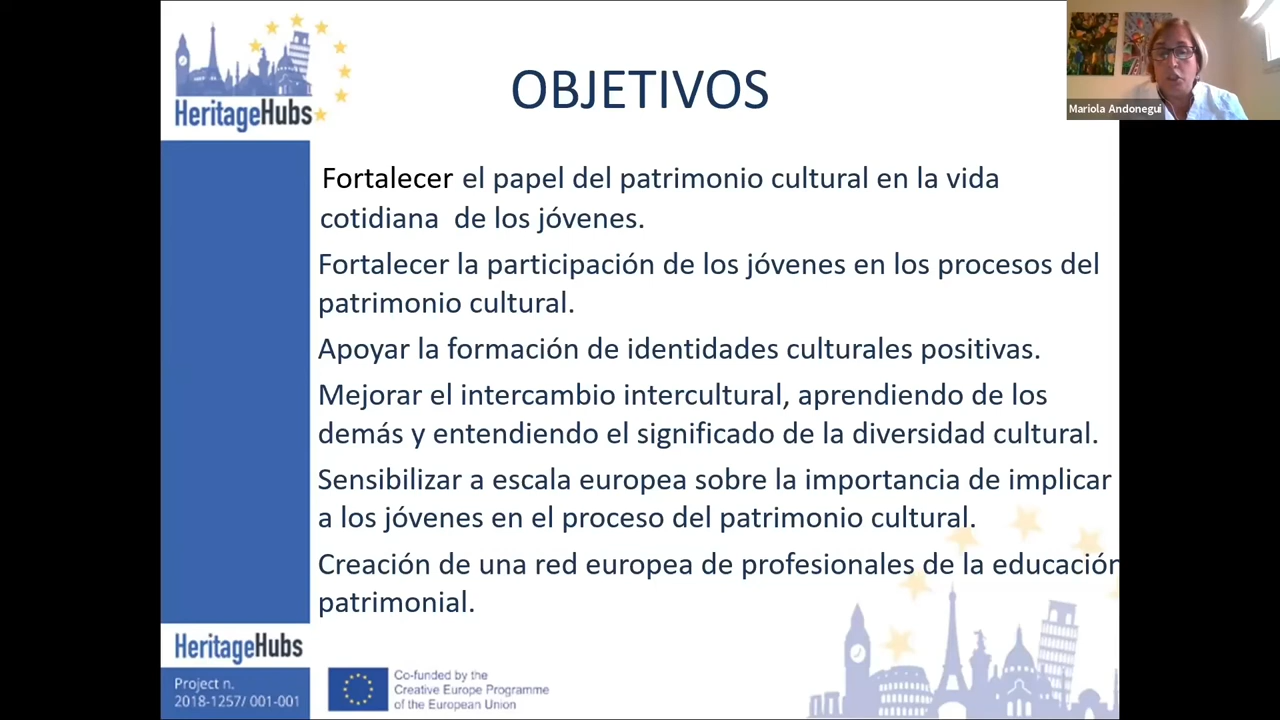 HeritageHubs
OBJETIVOS
Mariola Andonegui
Fortalecer el papel del patrimonio cultural en la vida
cotidiana de los jóvenes.
Fortalecer la participación de los jóvenes en los procesos del
patrimonio cultural.
Apoyar la formación de identidades culturales positivas.
Mejorar el intercambio intercultural, aprendiendo de los
demás y entendiendo el significado de la diversidad cultural.
Sensibilizar a escala europea sobre la importancia de implicar
a los jóvenes en el proceso del patrimonio cultural.
Creación de una red europea de profesionales de la educación
patrimonial.
HeritageHubs
Project n.
2018-1257/ 001-001
Co-funded by the
Creative Europe Programme
of the European Union